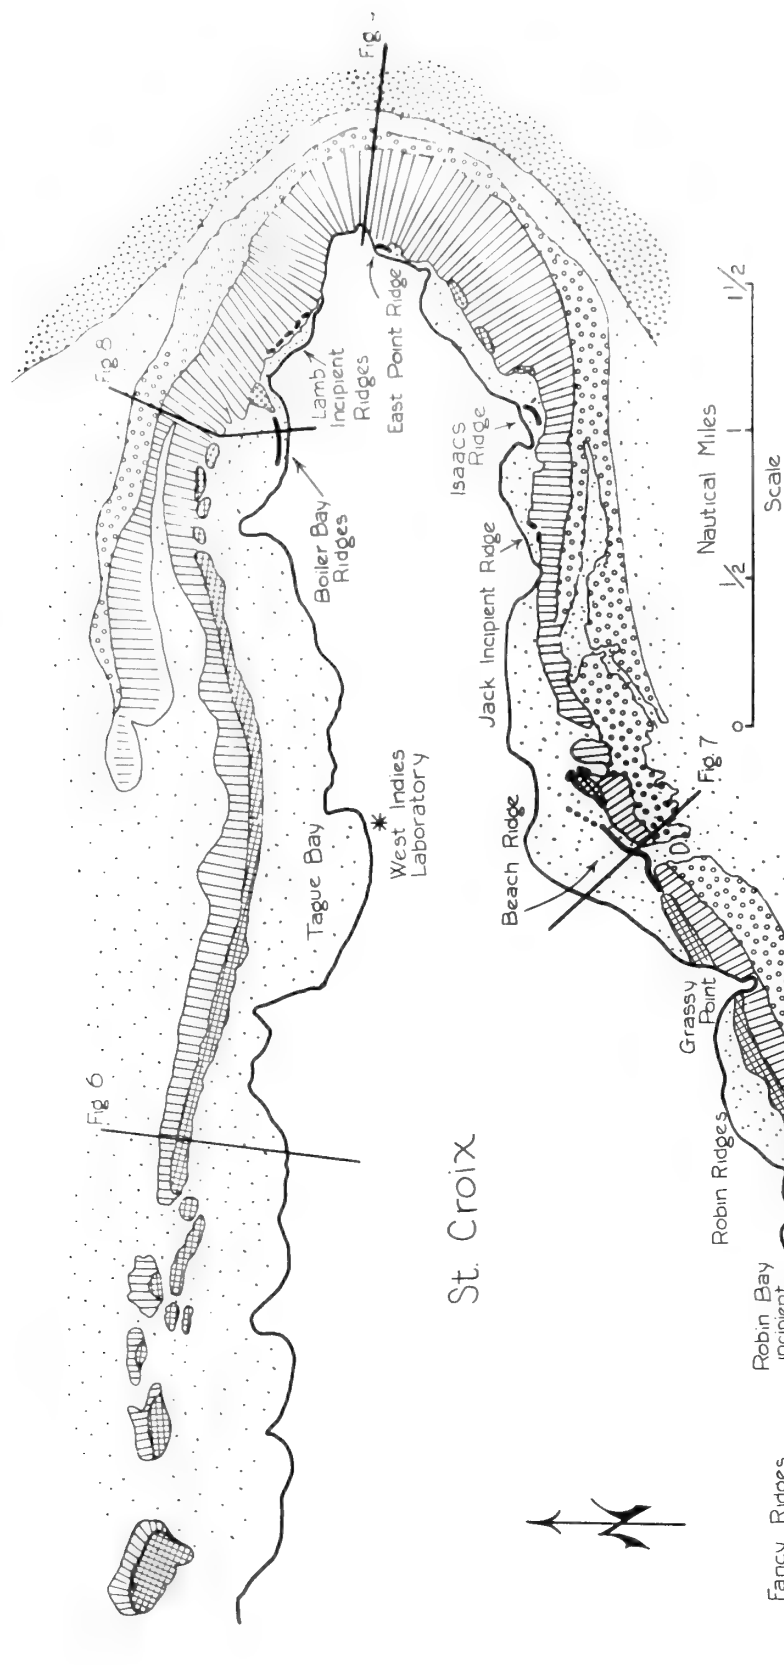 Fig -
Fig 8
Lamb
Incipient
Ridges
East Point Ridge
Boiler Bay
Ridges
Isaacs
Ridge
Jack Incipient Ridge
Tague Bay
West Indies
Laboratory
Beach Ridge
Fig. 7
Grassy
Point
Fig 6
St. Croix
Robin Ridges
Robin Bay
Incipient
Fancy Ridges
0
1/2
1
1 1/2
Nautical Miles
Scale
N